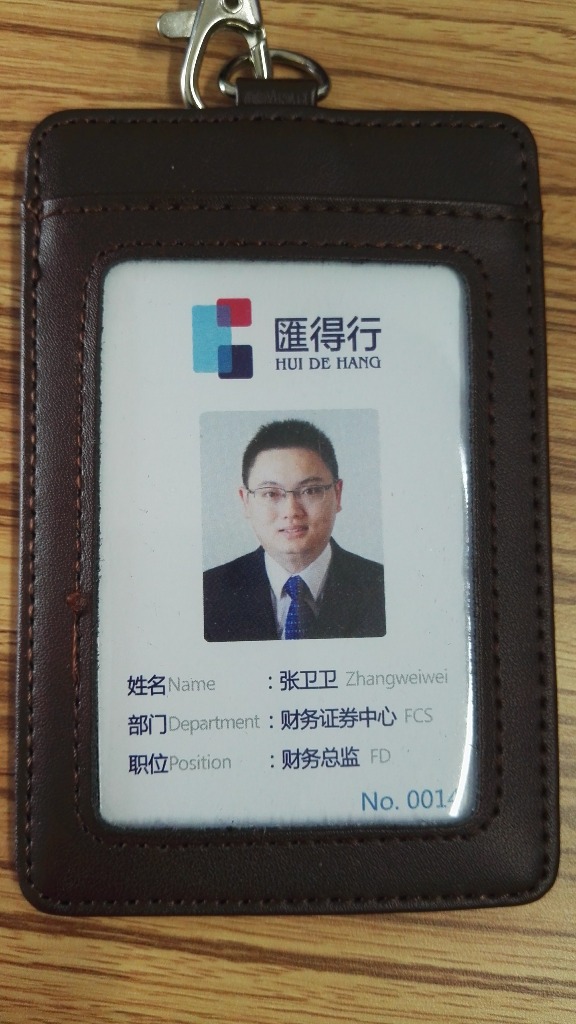 匯得行
HUI DE HANG
姓名Name : 张卫卫 Zhangweiwei
部门Department : 财务证券中心 FCS
职位Position : 财务总监 FD
No. 0014